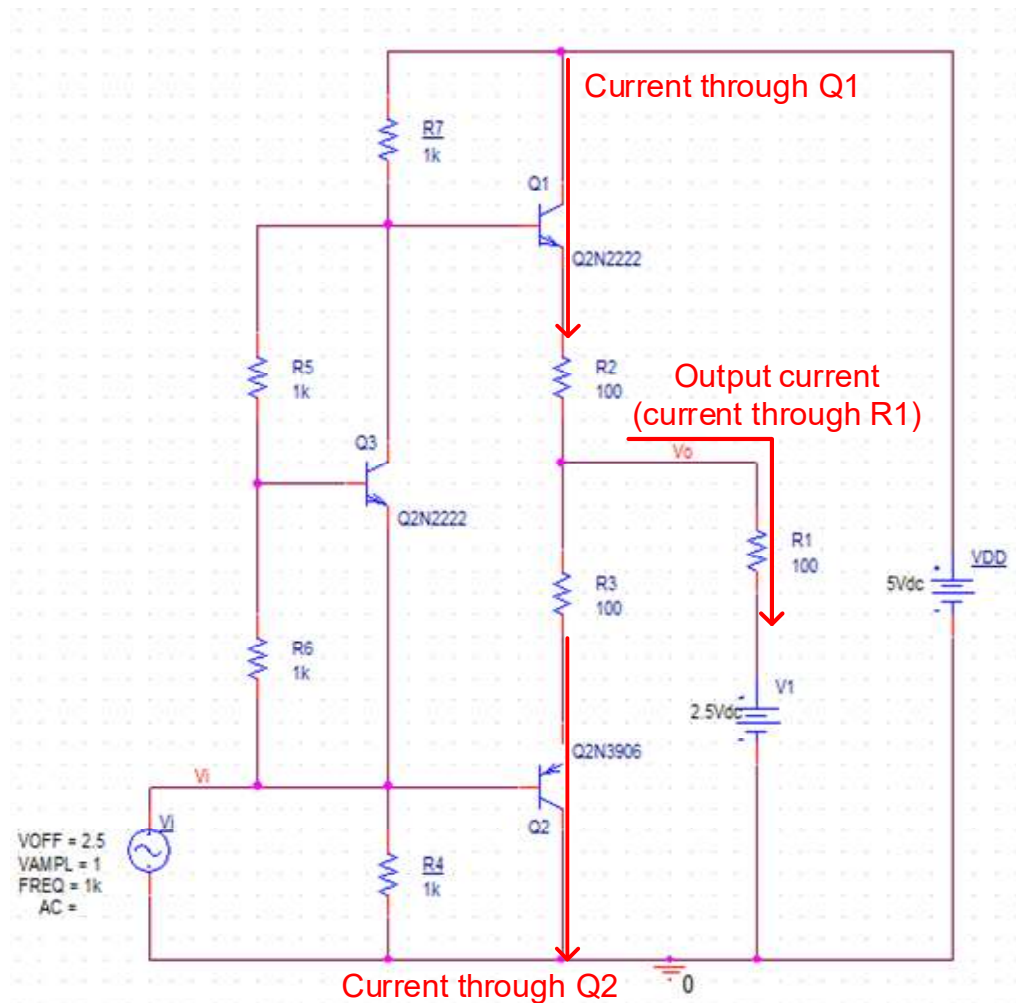 Current through Q1
R7
1k
Q1
Q2N2222
R5
1k
R2
100
Output current
(current through R1)
Q3
Vo
Q2N2222
R1
100
VDD
5Vdc
R3
100
R6
1k
V1
2.5Vdc
Q2N3906
Vi
Q2
Vi
VOFF = 2.5
VAMPL = 1
FREQ = 1k
AC =
R4
1k
Current through Q2
0